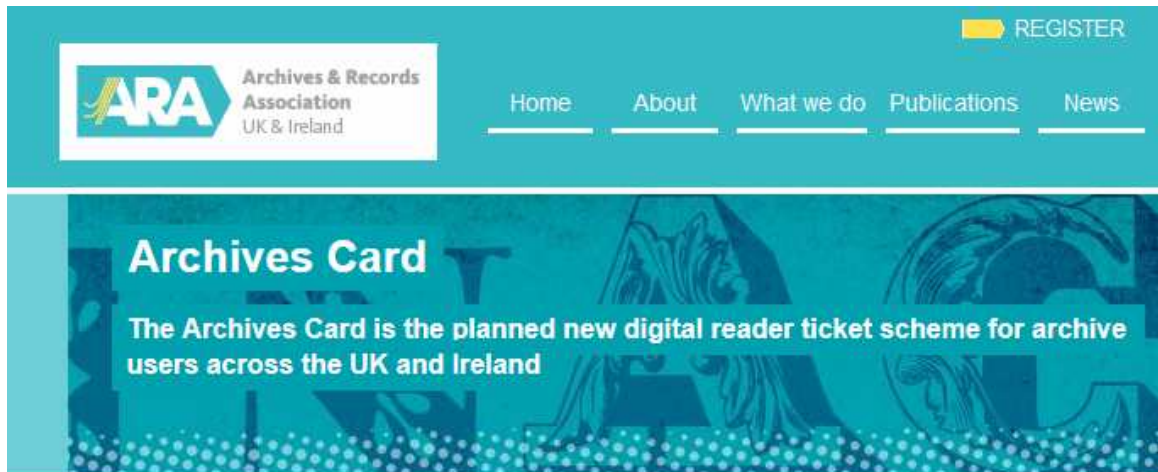 REGISTER
ARA
Archives & Records
Association
UK & Ireland
Home About What we do Publications News
Archives Card
The Archives Card is the planned new digital reader ticket scheme for archive
users across the UK and Ireland